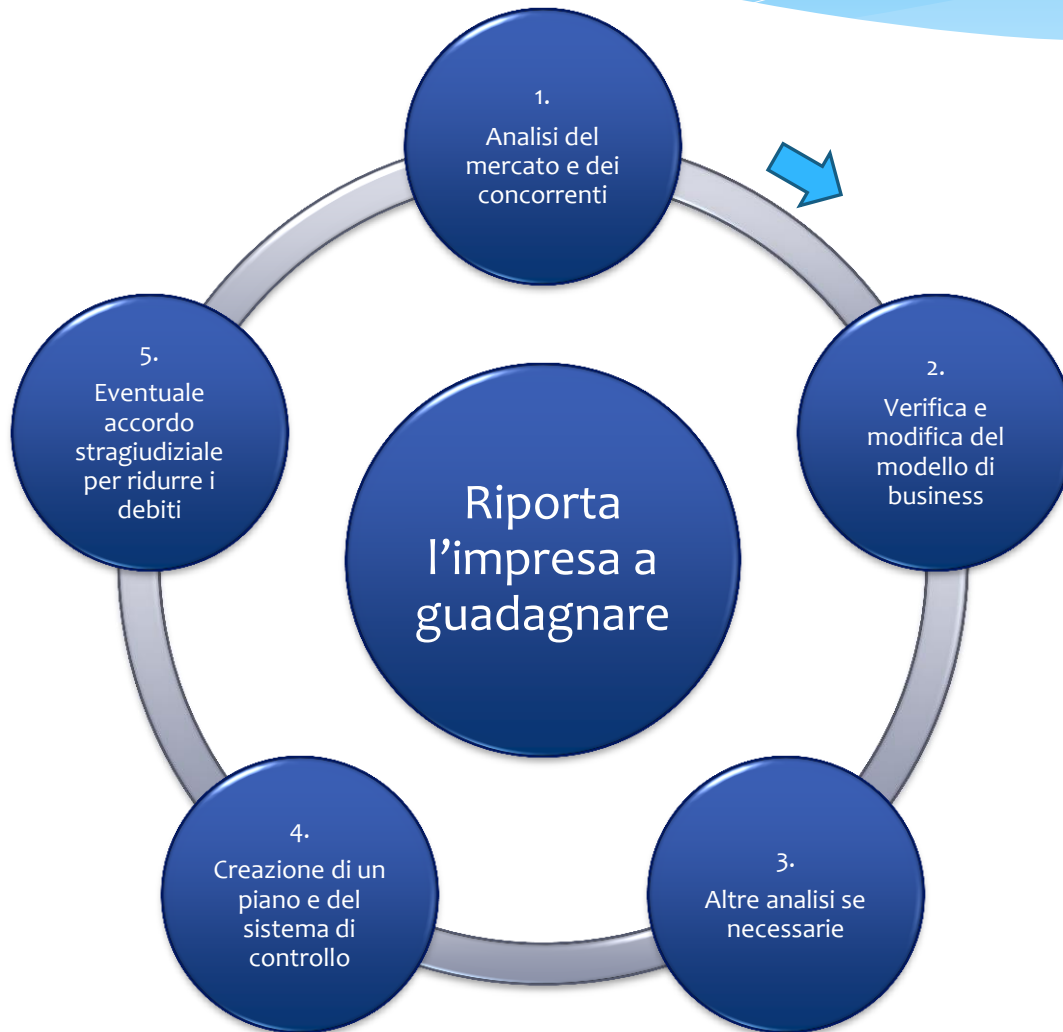 1.
Analisi del
mercato e dei
concorrenti
2.
Verifica e
modifica del
modello di
business
3.
Altre analisi se
necessarie
4.
Creazione di un
piano e del
sistema di
controllo
5.
Eventuale
accordo
stragiudiziale
per ridurre i
debiti
Riporta
l’impresa a
guadagnare